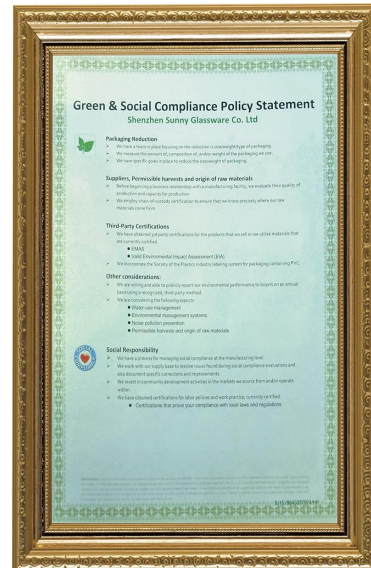 Green & Social Compliance Policy Statement
Shenzhen Sunny Glassware Co. Ltd
Packaging Reduction
We have a team in place focusing on the reduction in size/weight/type of packaging.
We measure the amount, of composition of, and/or weight of the packaging we use.
We have specific goals in place to reduce the size/weight of packaging.
Suppliers, Permissible harvests and origin of raw materials
Before beginning a business relationship with a manufacturing facility, we evaluate their quality of
production and capacity for production.
We employ chain of custody certification to ensure that we know precisely where our raw
materials come from.
Third-Party Certifications
We have obtained 3rd party certifications for the products that we sell or recruitize materials that
are currently certified.
EMAS
Valid Environmental Impact Assessment (EIA)
We incorporate the Society of the Plastics Industry labeling system for packaging containing PVC.
Other considerations:
We are willing and able to publicly report our environmental performance to buyers on an annual
basis using a recognized, third-party method.
We are considering the following aspects:
Water-use management
Environmental management systems
Noise pollution prevention
Permissible harvests and origin of raw materials
Social Responsibility
We have a process for managing social compliance at the manufacturing level.
We work with our supply base to resolve issues found during social compliance evaluations and
also document specific corrections and improvements.
We invest in community development activities in the markets we source from and/or operate
within.
We have obtained certifications for labor policies and work practice, currently certified.
Certifications that prove your compliance with local laws and regulations